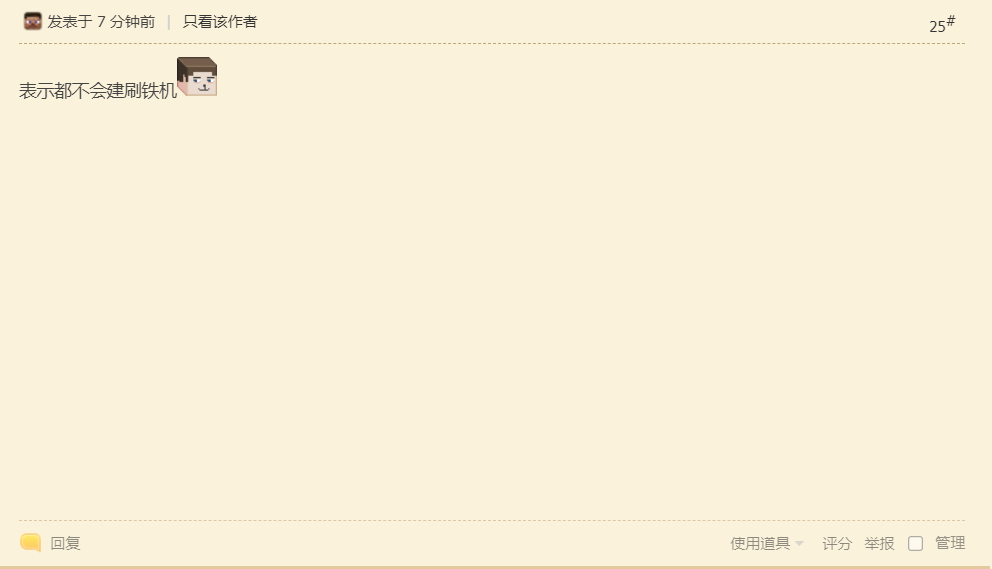 发表于 7 分钟前 | 只看该作者 25#
表示都不会建刷铁机
回复 使用道具 评分 举报 管理